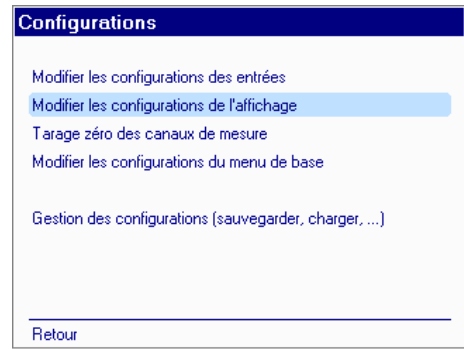 Configurations
Modifier les configurations des entrées
Modifier les configurations de l'affichage
Tarage zéro des canaux de mesure
Modifier les configurations du menu de base
Gestion des configurations (sauvegarder, charger, ...)
Retour